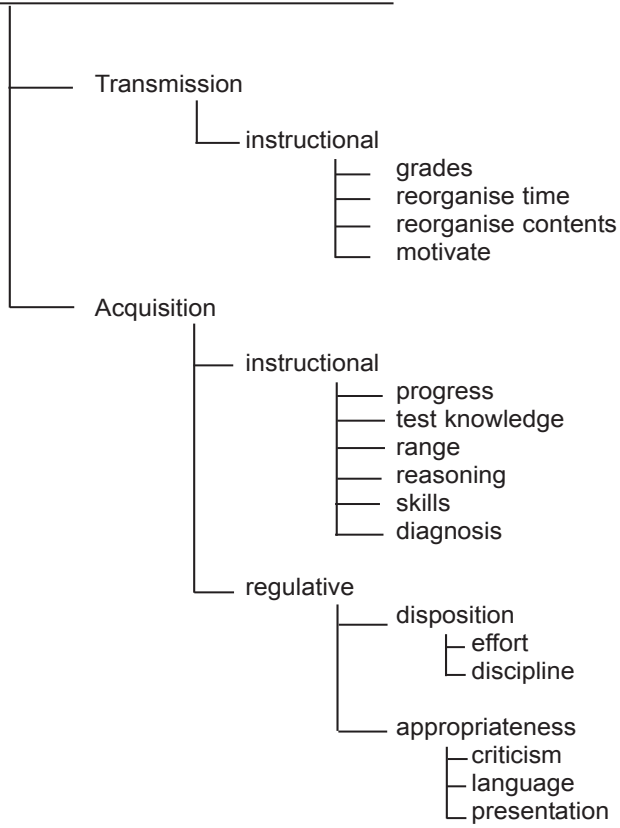 Transmission
instructional
grades
reorganise time
reorganise contents
motivate
Acquisition
instructional
progress
test knowledge
range
reasoning
skills
diagnosis
regulative
disposition
effort
discipline
appropriateness
criticism
language
presentation